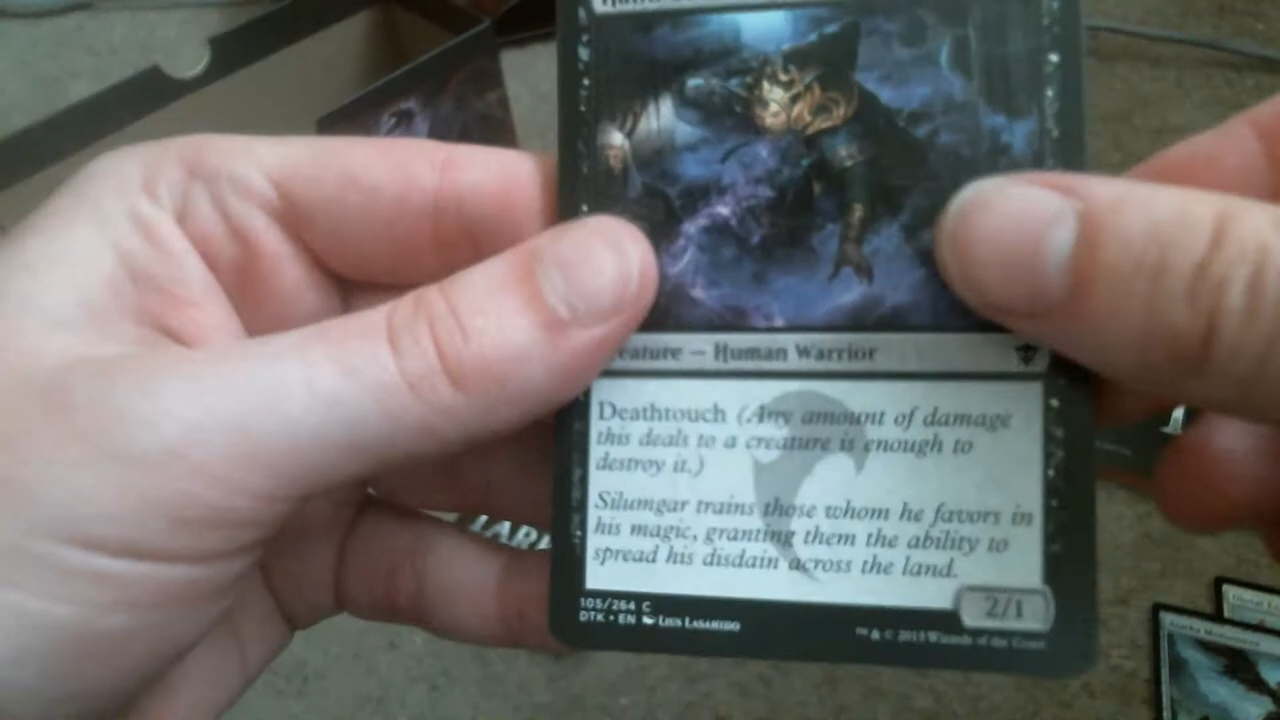 eature — Human Warrior
Deathtouch (Any amount of damage
this deals to a creature is enough to
destroy it.)
Silumgar trains those whom he favors in
his magic, granting them the ability to
spread his disdain across the land.
2/1
105/264 C
DTK • EN Lius Lasahido
™ & © 2015 Wizards of the Coast